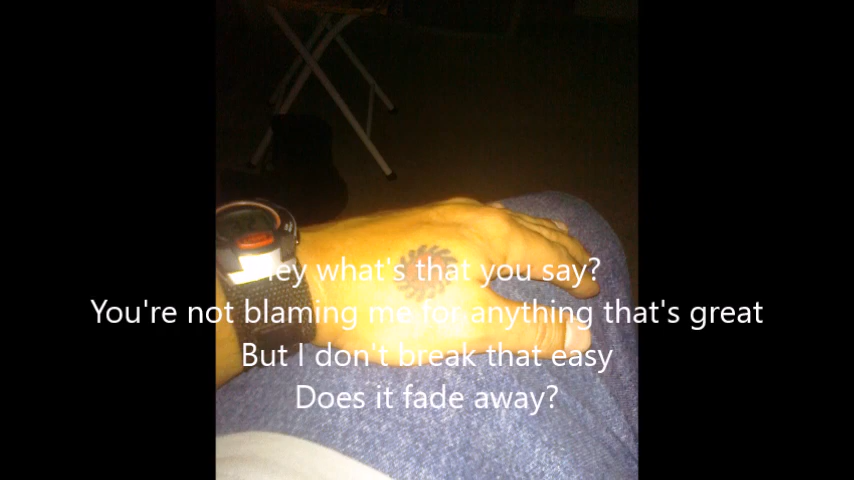 Hey what's that you say?
You're not blaming me for anything that's great
But I don't break that easy
Does it fade away?